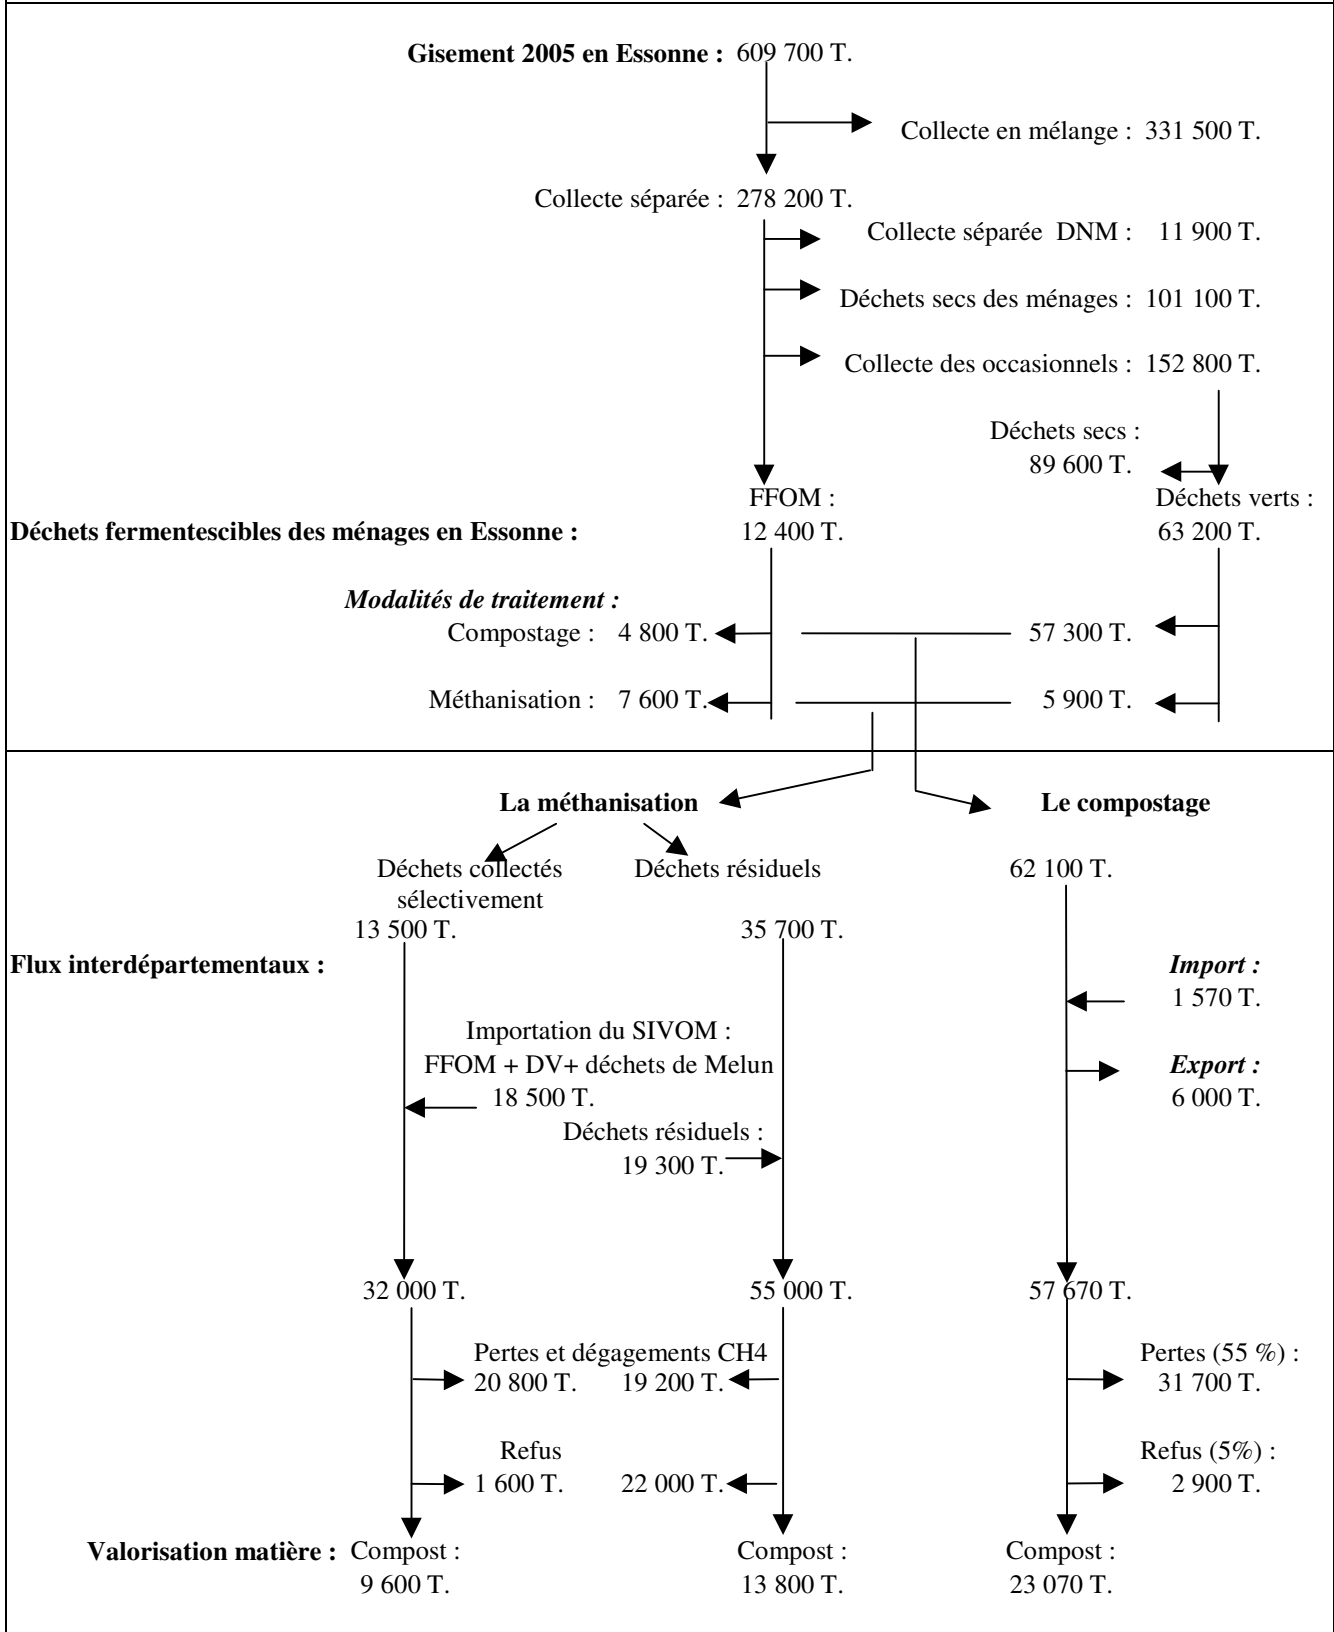 Gisement 2005 en Essonne : 609 700 T.
Collecte en mélange : 331 500 T.
Collecte séparée : 278 200 T.
Collecte séparée DNM : 11 900 T.
Déchets secs des ménages : 101 100 T.
Collecte des occasionnels : 152 800 T.
Déchets secs :
89 600 T.
FFOM : Déchets verts :
Déchets fermentescibles des ménages en Essonne : 12 400 T. 63 200 T.
Modalités de traitement :
Compostage : 4 800 T. 57 300 T.
Méthanisation : 7 600 T. 5 900 T.
La méthanisation Le compostage
Déchets collectés Déchets résiduels 62 100 T.
sélectivement
13 500 T. 35 700 T.
Flux interdépartementaux : Import :
1 570 T.
Importation du SIVOM :
FFOM + DV+ déchets de Melun Export :
18 500 T. 6 000 T.
Déchets résiduels :
19 300 T.
32 000 T. 55 000 T. 57 670 T.
Pertes et dégagements CH4 Pertes (55 %) :
20 800 T. 19 200 T. 31 700 T.
Refus Refus (5%) :
1 600 T. 22 000 T. 2 900 T.
Valorisation matière : Compost : Compost : Compost :
9 600 T. 13 800 T. 23 070 T.